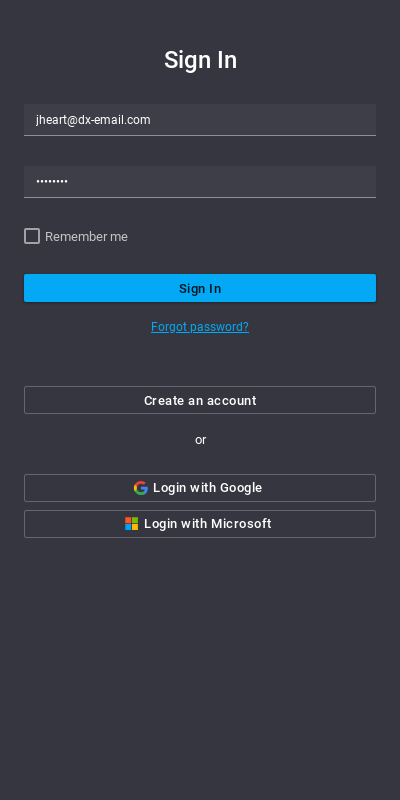 Sign In
jheart@dx-email.com
••••••••
Remember me
Sign In
Forgot password?
Create an account
or
Login with Google
Login with Microsoft